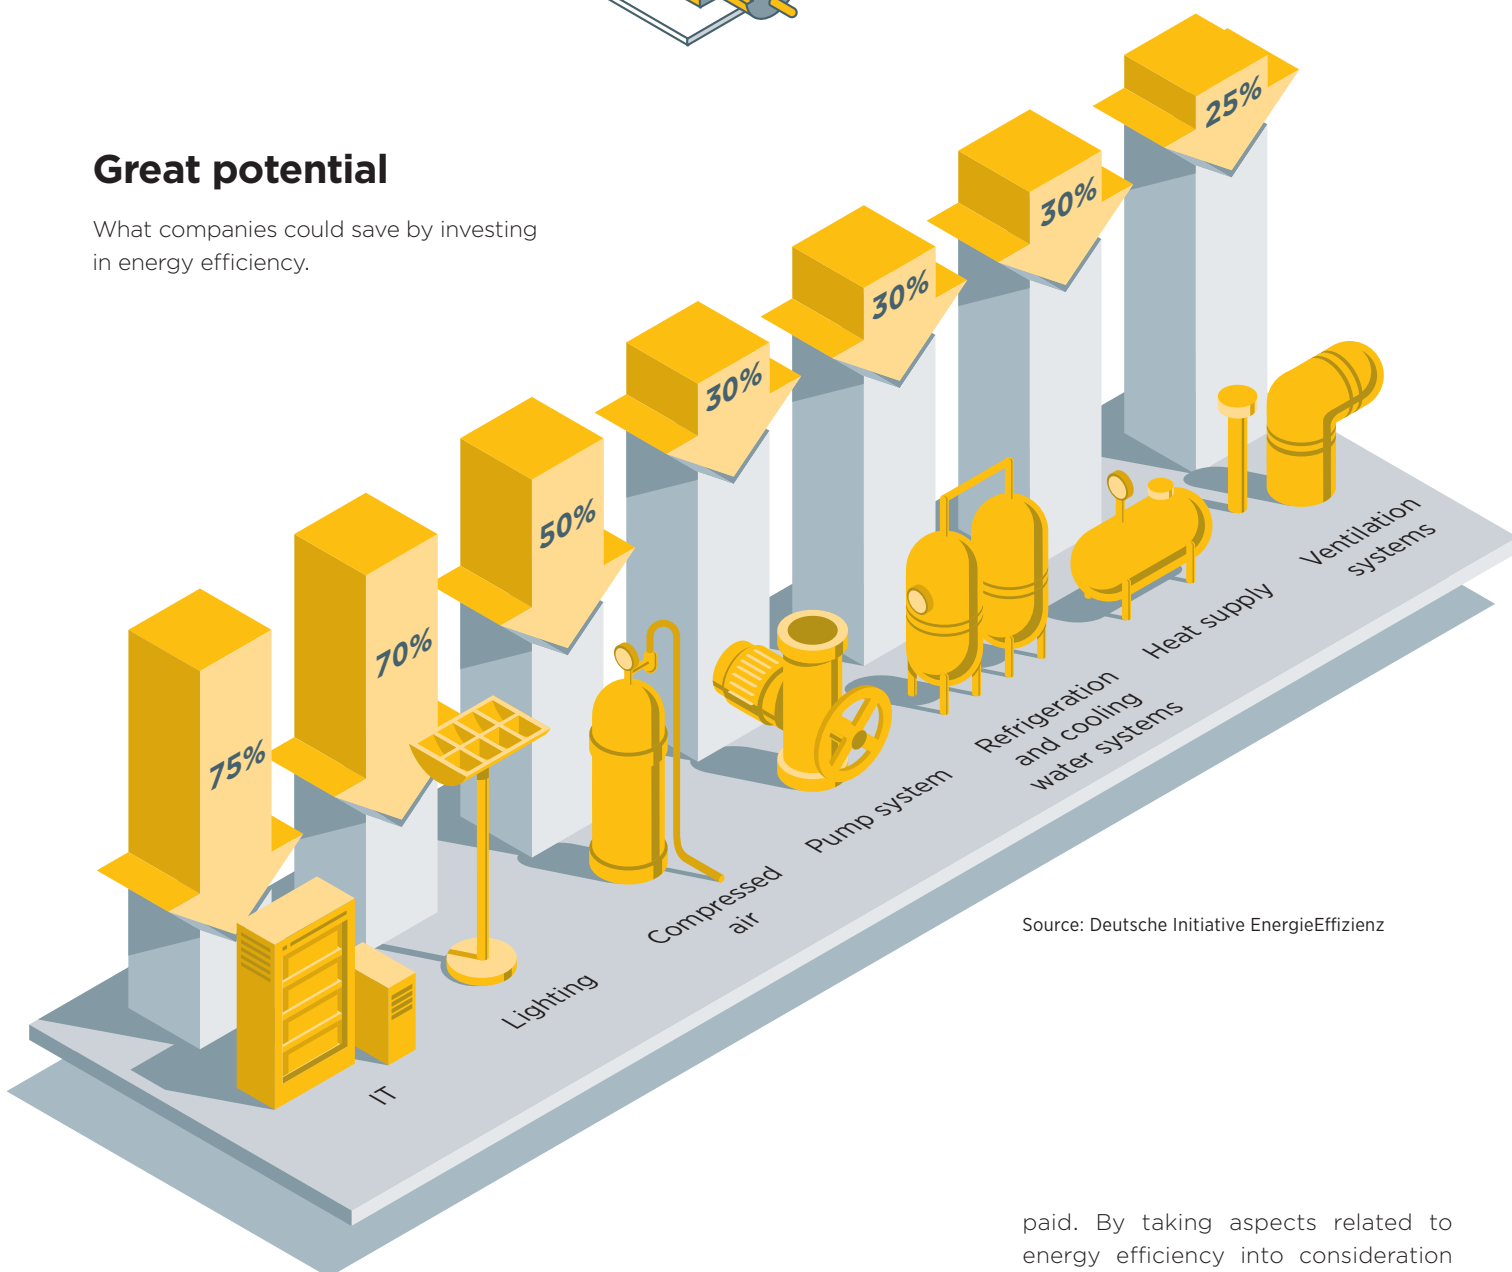 Great potential
What companies could save by investing
in energy efficiency.
75%
70%
50%
30%
30%
30%
25%
IT
Lighting
Compressed
air
Pump system
Refrigeration
and cooling
water systems
Heat supply
Ventilation
systems
Source: Deutsche Initiative EnergieEffizienz
paid. By taking aspects related to
energy efficiency into consideration